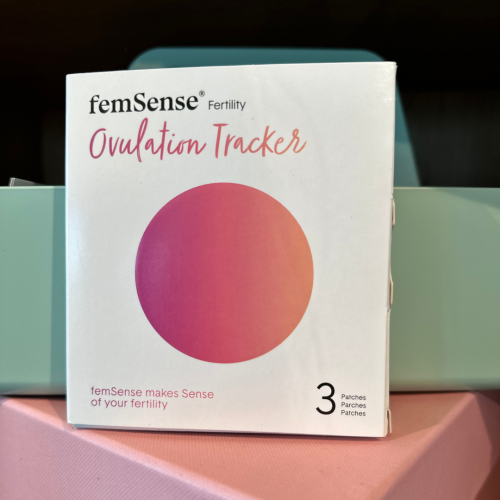 femSense® Fertility
Ovulation Tracker
femSense makes Sense
of your fertility
3
Patches
Parches
Patches